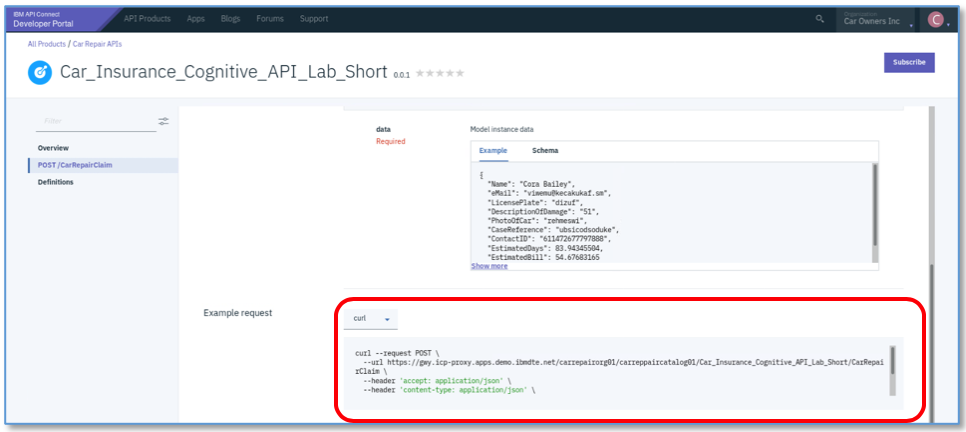 IBM API Connect
Developer Portal
API Products Apps Blogs Forums Support
Organization
Car Owners Inc
C
All Products / Car Repair APIs
Car_Insurance_Cognitive_API_Lab_Short 0.0.1
Subscribe
Filter
Overview
POST /CarRepairClaim
Definitions
data
Required
Model instance data
Example Schema
{
"Name": "Cora Bailey",
"eMail": "vimemu@kecakukaf.sm",
"LicensePlate": "dizuf",
"DescriptionOfDamage": "51",
"PhotoOfCar": "rehmeswi",
"CaseReference": "ubsicodsoduke",
"ContactID": "611472677797888",
"EstimatedDays": 83.94345504,
"EstimatedBill": 54.67683165
Show more
Example request
curl
curl --request POST \
--url https://gwy.icp-proxy.apps.demo.ibmdte.net/carrepairorg01/carreppaircatalog01/Car_Insurance_Cognitive_API_Lab_Short/CarRepai
rClaim \
--header 'accept: application/json' \
--header 'content-type: application/json' \